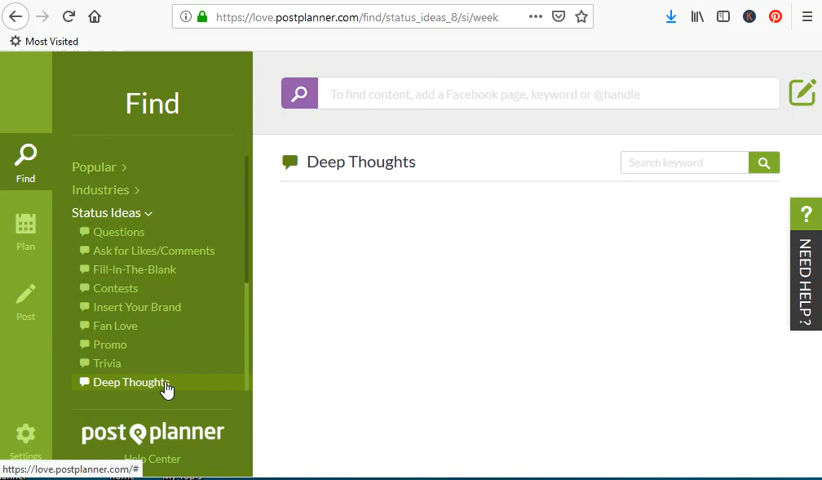 https://love.postplanner.com/find/status_ideas_8/si/week
Most Visited
Find
Plan
Post
Settings
Find
Popular >
Industries >
Status Ideas
Questions
Ask for Likes/Comments
Fill-In-The-Blank
Contests
Insert Your Brand
Fan Love
Promo
Trivia
Deep Thoughts
post planner
Help Center
https://love.postplanner.com/#
To find content, add a Facebook page, keyword or @handle
Deep Thoughts
Search keyword
?
NEED HELP?